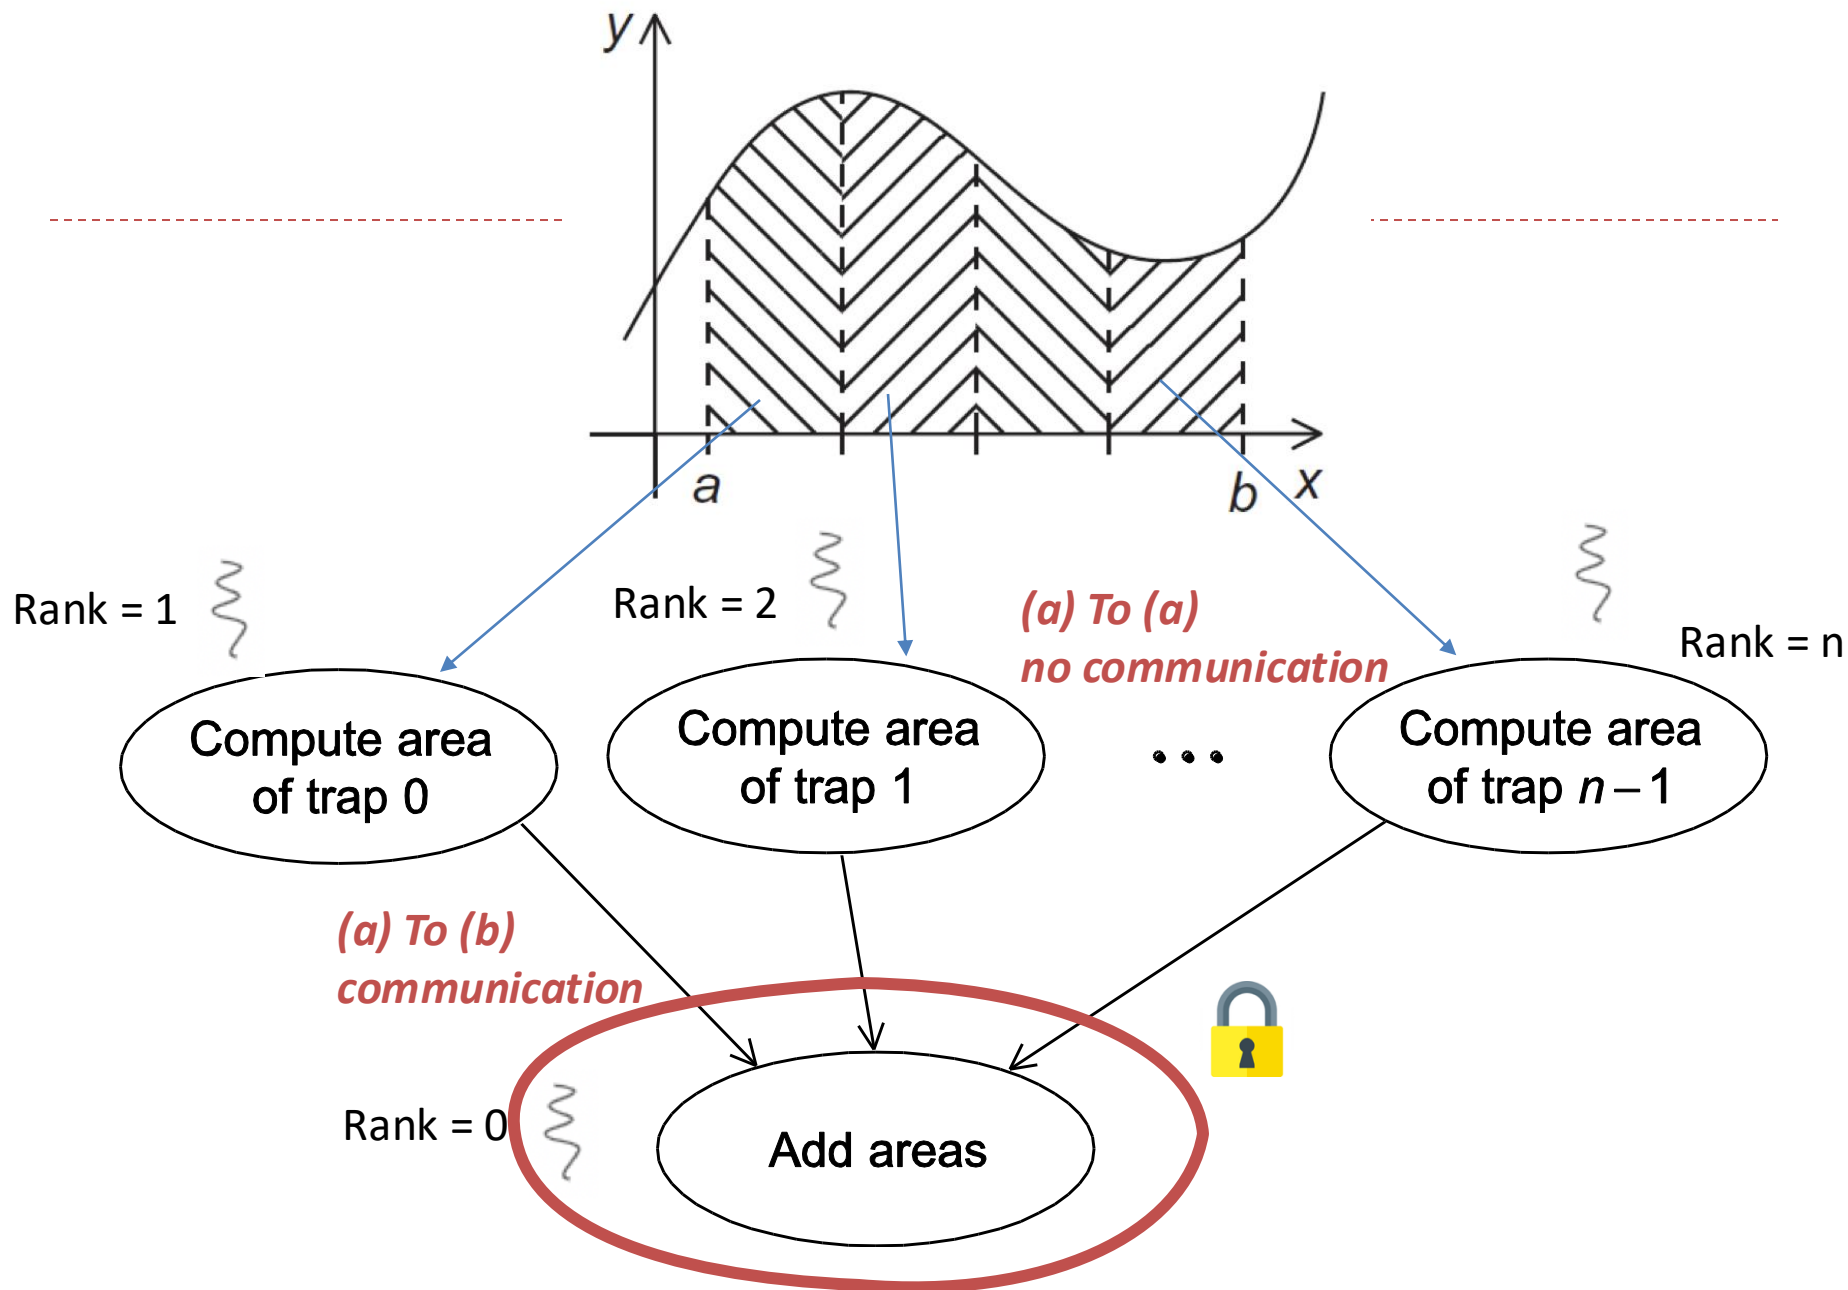 y
a
b
x
Rank = 1
Rank = 2
(a) To (a)
no communication
Rank = n
Compute area
of trap 0
Compute area
of trap 1
...
Compute area
of trap n – 1
(a) To (b)
communication
Rank = 0
Add areas